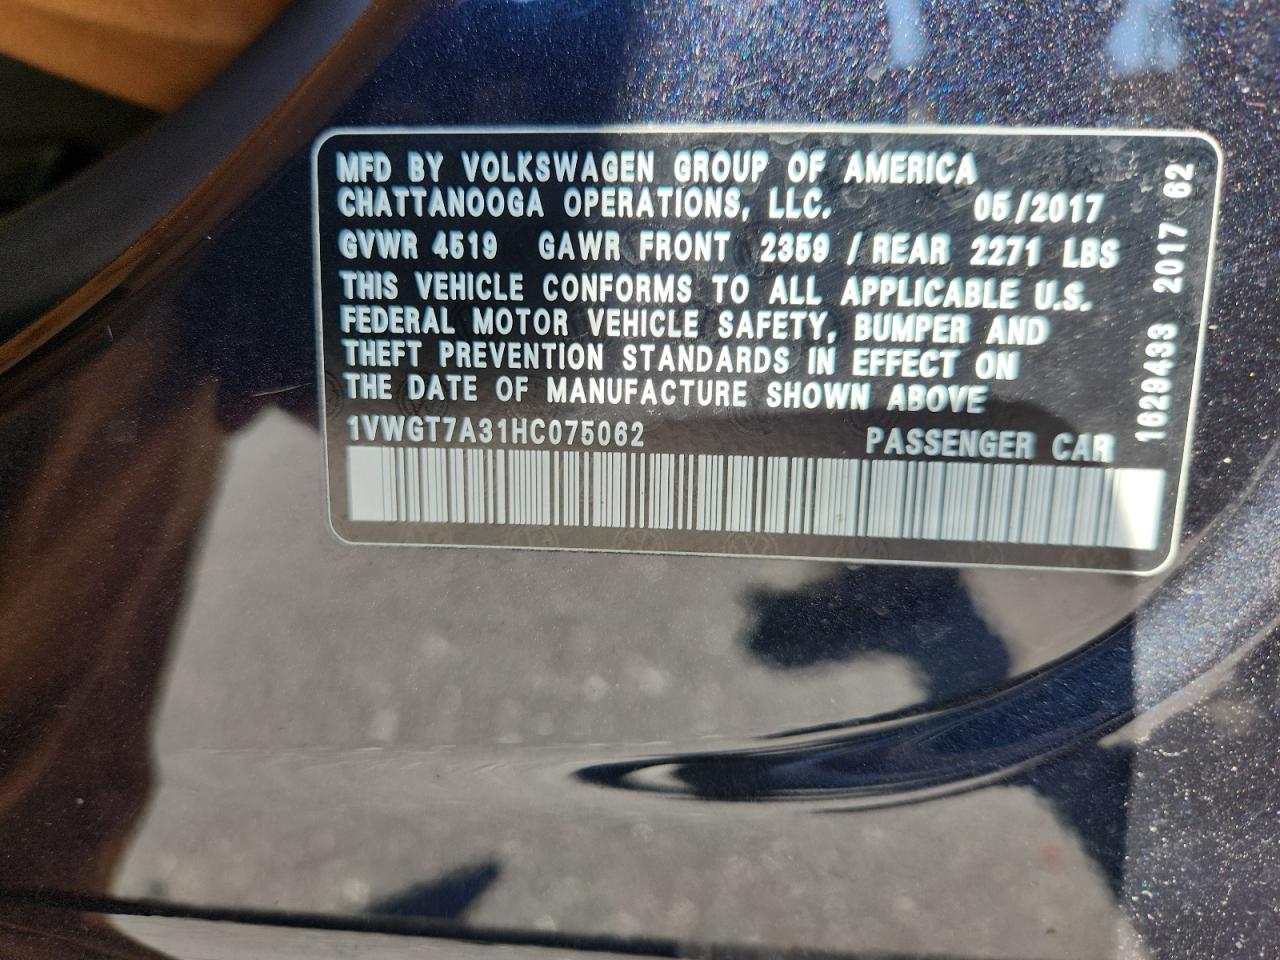 MFD BY VOLKSWAGEN GROUP OF AMERICA
CHATTANOOGA OPERATIONS, LLC. 05/2017
GVWR 4519 GAWR FRONT 2359 / REAR 2271 LBS
THIS VEHICLE CONFORMS TO ALL APPLICABLE U.S.
FEDERAL MOTOR VEHICLE SAFETY, BUMPER AND
THEFT PREVENTION STANDARDS IN EFFECT ON
THE DATE OF MANUFACTURE SHOWN ABOVE
1VWGT7A31HC075062 PASSENGER CAR
1629433 2017 62